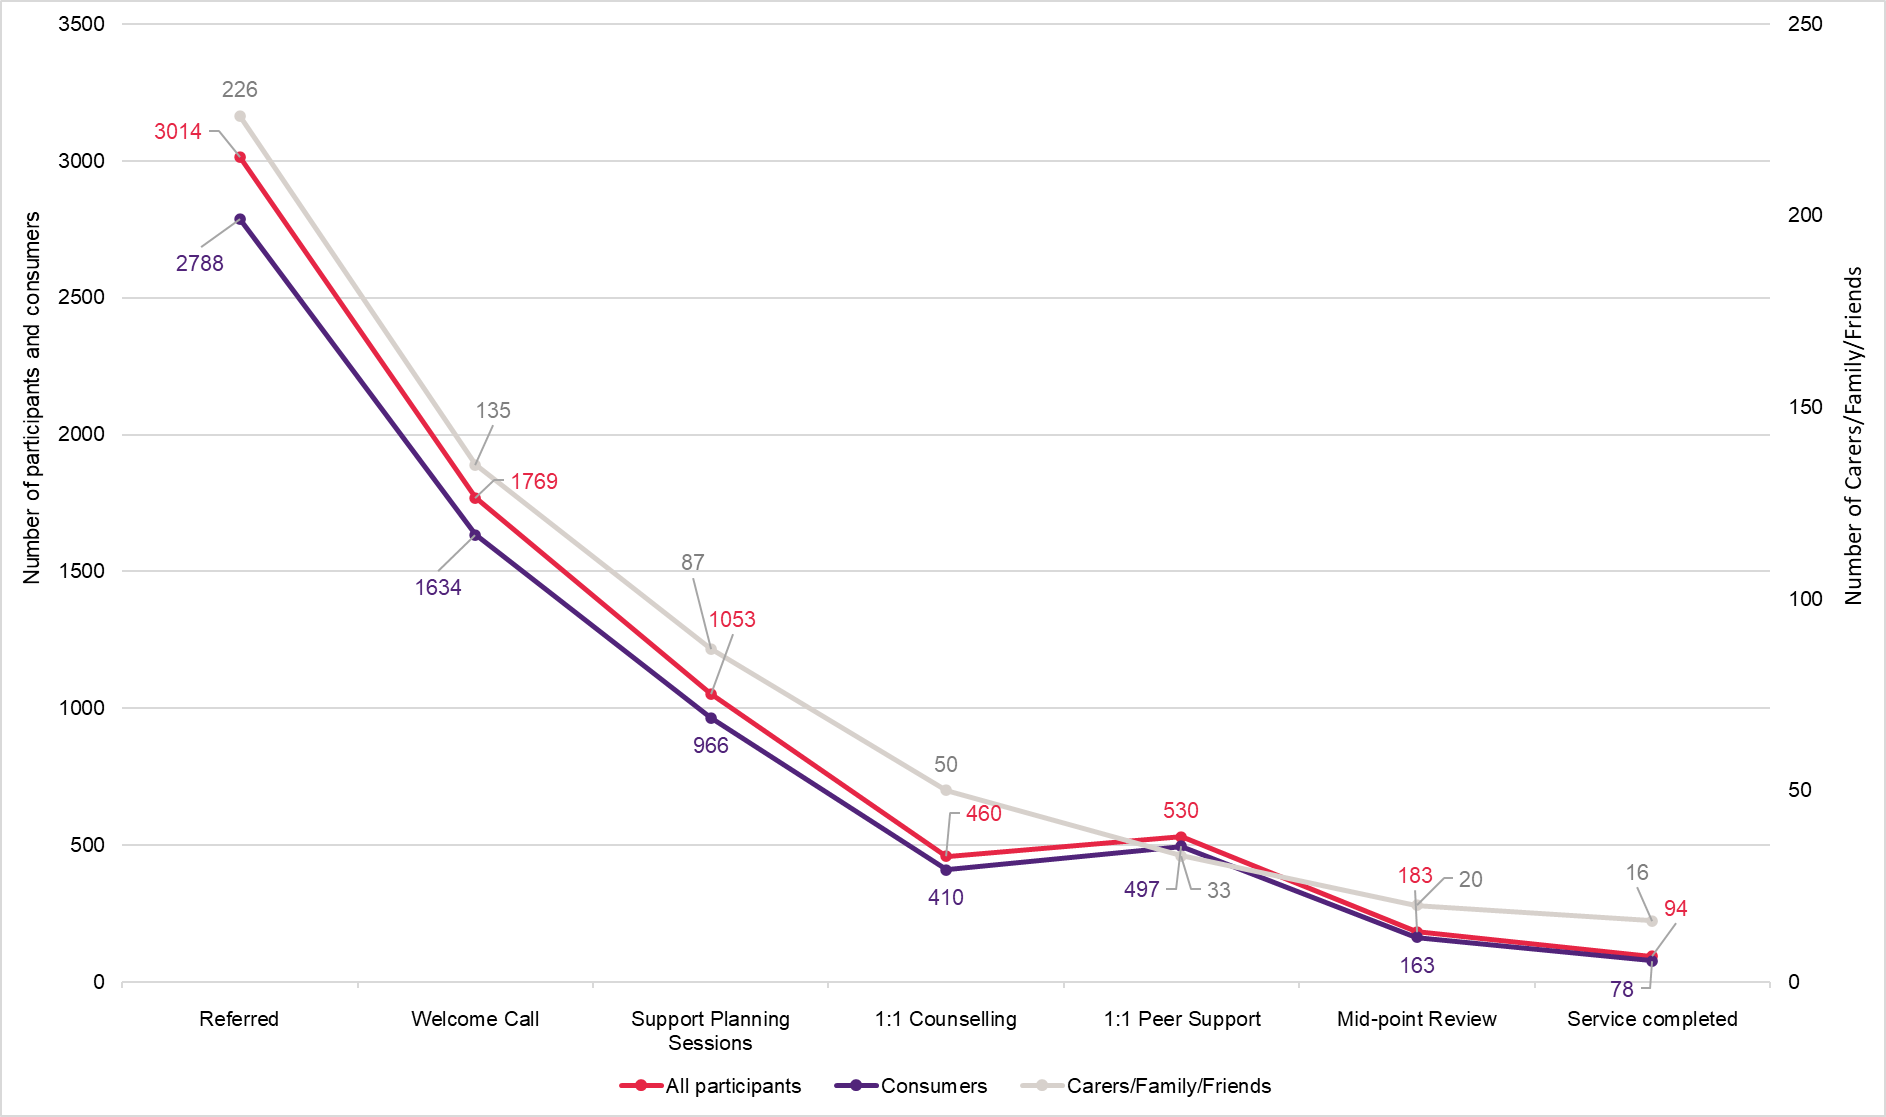 3500
3000
2500
2000
1500
1000
500
0
Number of participants and consumers
250
200
150
100
50
0
Number of Carers/Family/Friends
226
3014
2788
135
1769
1634
87
1053
966
50
460
410
530
497
33
183
20
163
16
94
78
Referred
Welcome Call
Support Planning
Sessions
1:1 Counselling
1:1 Peer Support
Mid-point Review
Service completed
All participants
Consumers
Carers/Family/Friends